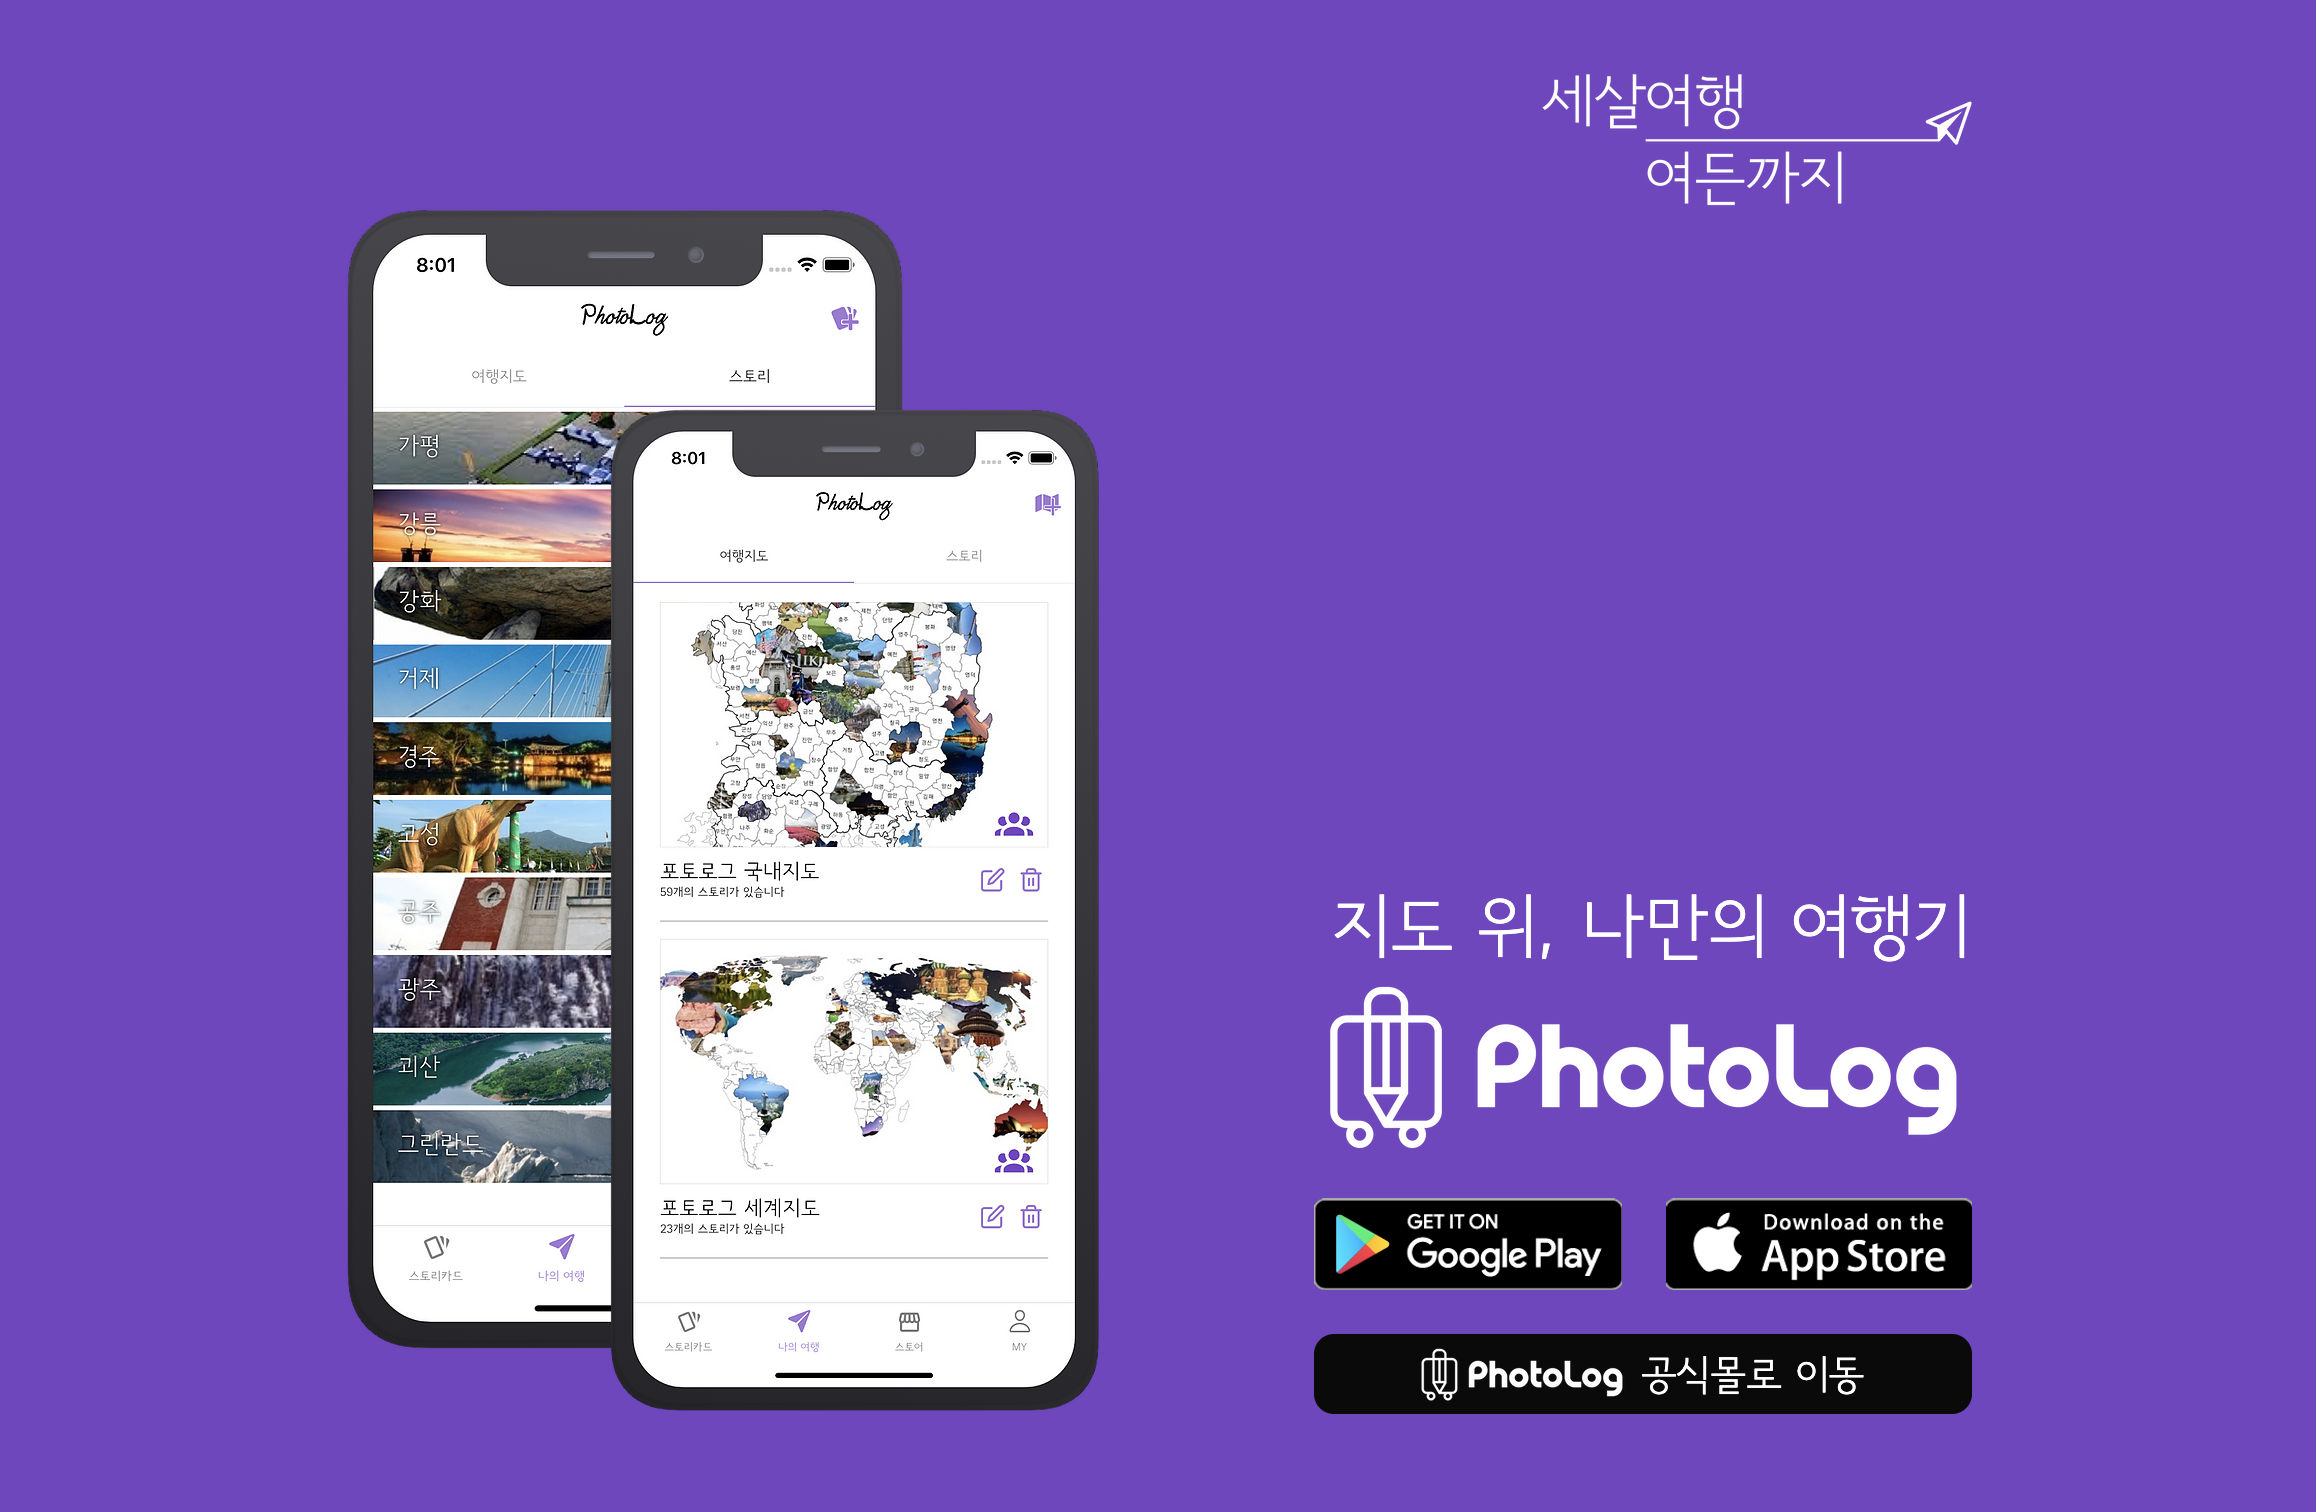 세살여행
여든까지
8:01
PhotoLog
여행지도
스토리
가평
강릉
강화
거제
경주
고성
공주
광주
괴산
그린란드
스토리카드
나의 여행
8:01
PhotoLog
여행지도
스토리
JIKJI
포토로그 국내지도
59개의 스토리가 있습니다
포토로그 세계지도
23개의 스토리가 있습니다
스토리카드
나의 여행
스토어
MY
지도 위, 나만의 여행기
PhotoLog
GET IT ON
Google Play
Download on the
App Store
PhotoLog 공식몰로 이동